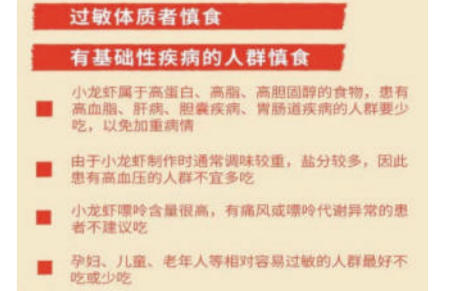 过敏体质者慎食
有基础性疾病的人群慎食
小龙虾属于高蛋白、高脂、高胆固醇的食物，患有
高血脂、肝病、胆囊疾病、胃肠道疾病的人群要少
吃，以免加重病情
由于小龙虾制作时通常调味较重，盐分较多，因此
患有高血压的人群不宜多吃
小龙虾嘌呤含量很高，有痛风或嘌呤代谢异常的患
者不建议吃
孕妇、儿童、老年人等相对容易过敏的人群最好不
吃或少吃